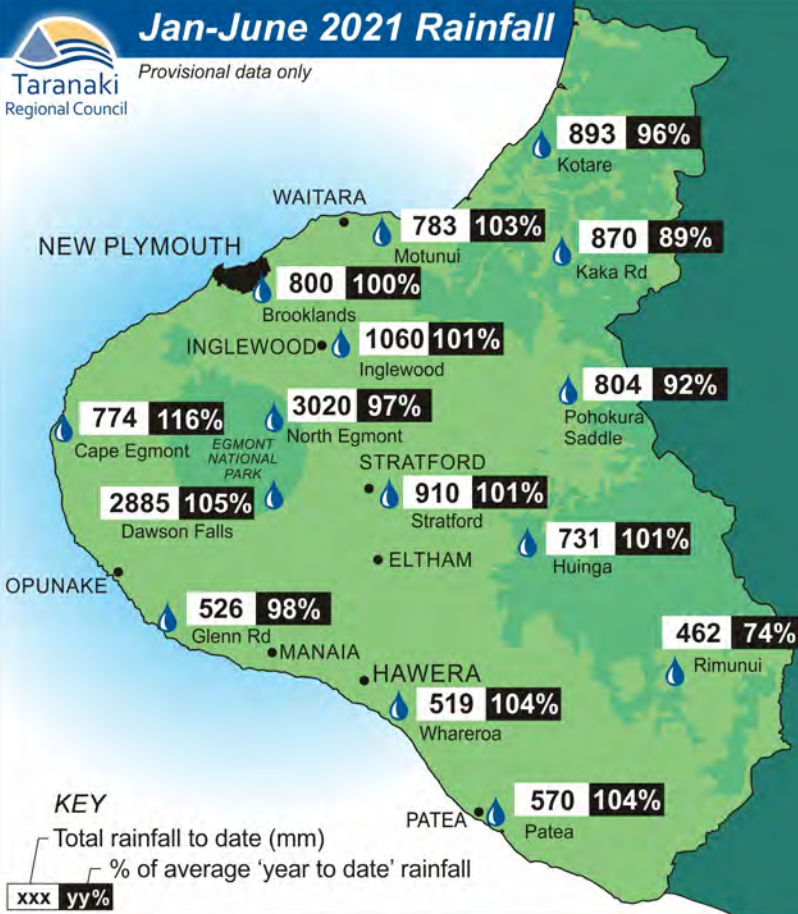 Jan-June 2021 Rainfall
Taranaki
Regional Council
Provisional data only
893 96%
Kotare
WAITARA
783 103%
Motunui
870 89%
Kaka Rd
NEW PLYMOUTH
800 100%
Brooklands
INGLEWOOD
1060 101%
Inglewood
804 92%
Pohokura
Saddle
774 116%
Cape Egmont
3020 97%
North Egmont
EGMONT
NATIONAL
PARK
STRATFORD
2885 105%
Dawson Falls
910 101%
Stratford
731 101%
Huinga
ELTHAM
OPUNAKE
526 98%
Glenn Rd
MANAIA
462 74%
Rimunui
HAWERA
519 104%
Whareroa
PATEA
570 104%
Patea
KEY
Total rainfall to date (mm)
% of average 'year to date' rainfall
xxx yy%